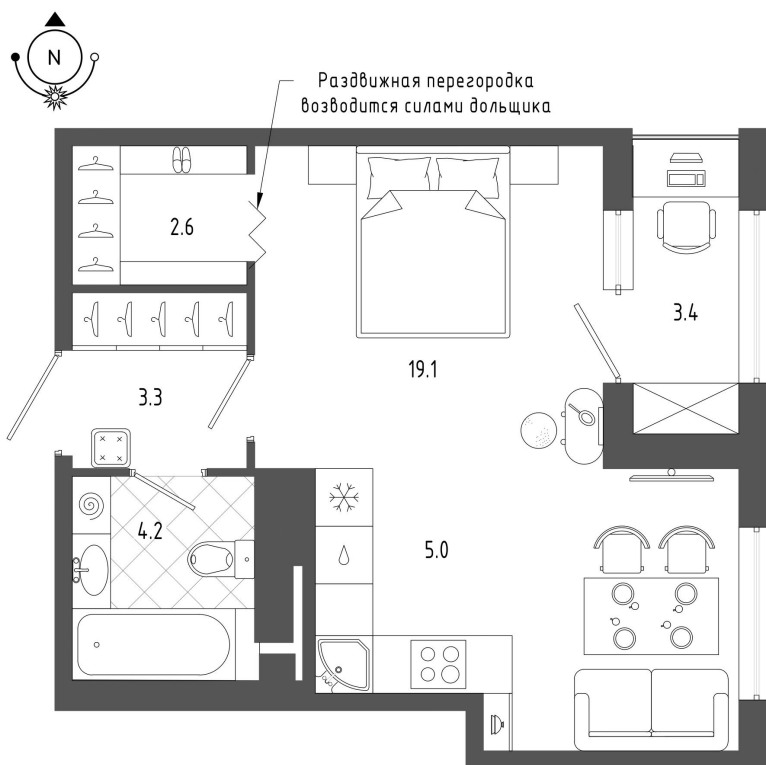 N
Раздвижная перегородка
возводится силами дольщика
2.6
3.4
19.1
3.3
4.2
5.0